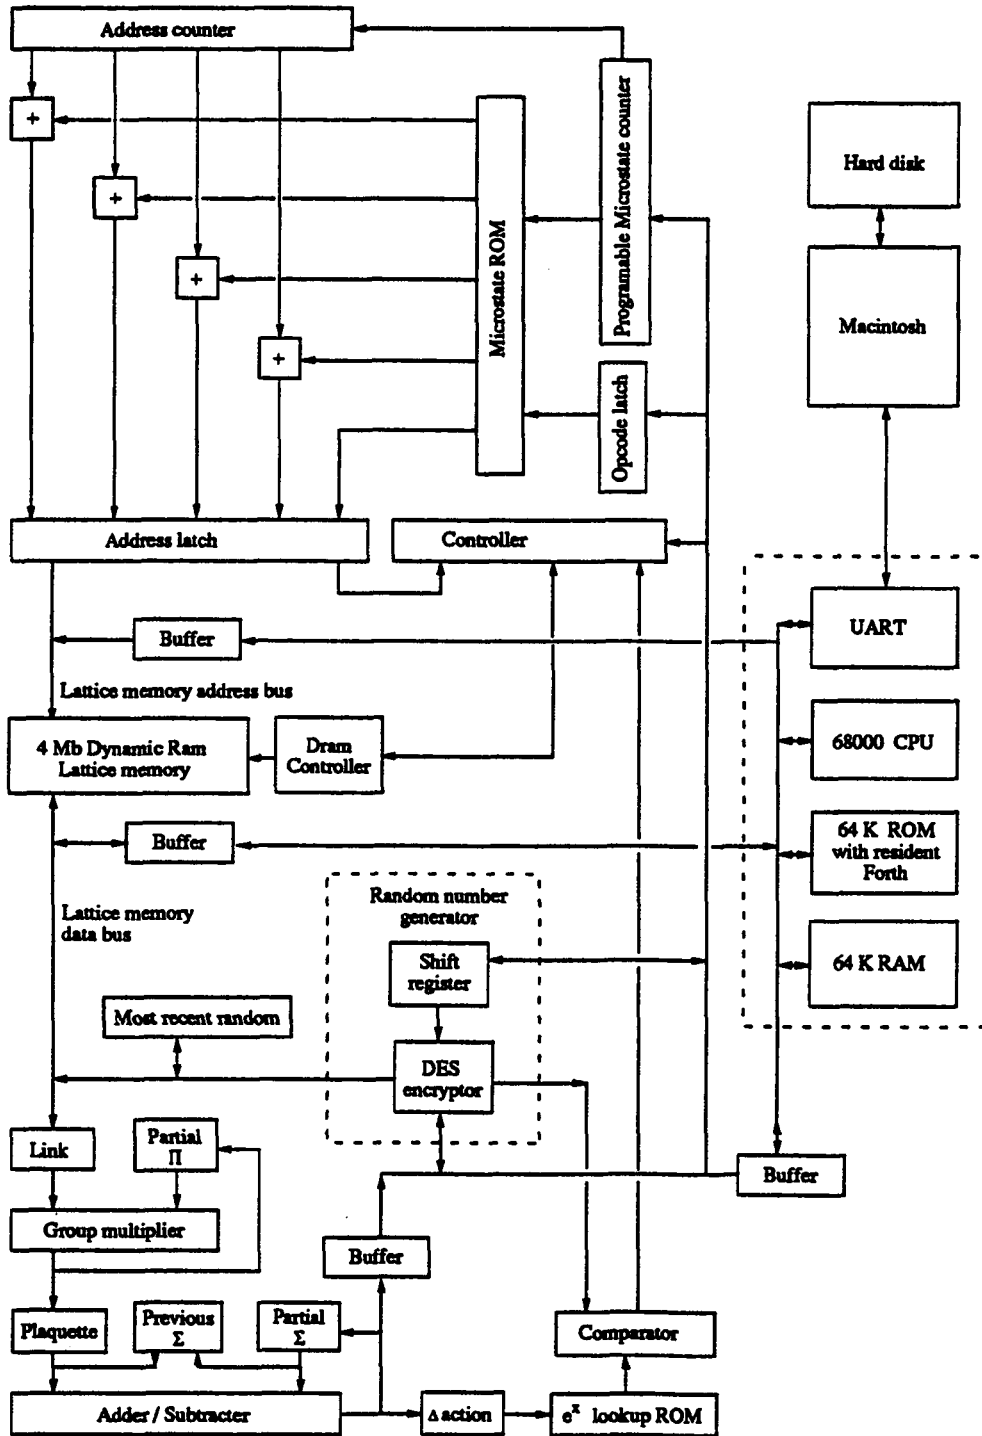 Address counter
+
+
+
+
Microstate ROM
Programable Microstate counter
Opcode latch
Hard disk
Macintosh
Address latch
Controller
Buffer
UART
Lattice memory address bus
4 Mb Dynamic Ram
Lattice memory
Dram
Controller
68000 CPU
Buffer
64 K ROM
with resident
Forth
Random number
generator
Lattice memory
data bus
Shift
register
64 K RAM
Most recent random
DES
encryptor
Link
Partial
Π
Buffer
Group multiplier
Buffer
Plaquette
Previous
Σ
Partial
Σ
Comparator
Adder / Subtracter
Δ action
e^x lookup ROM